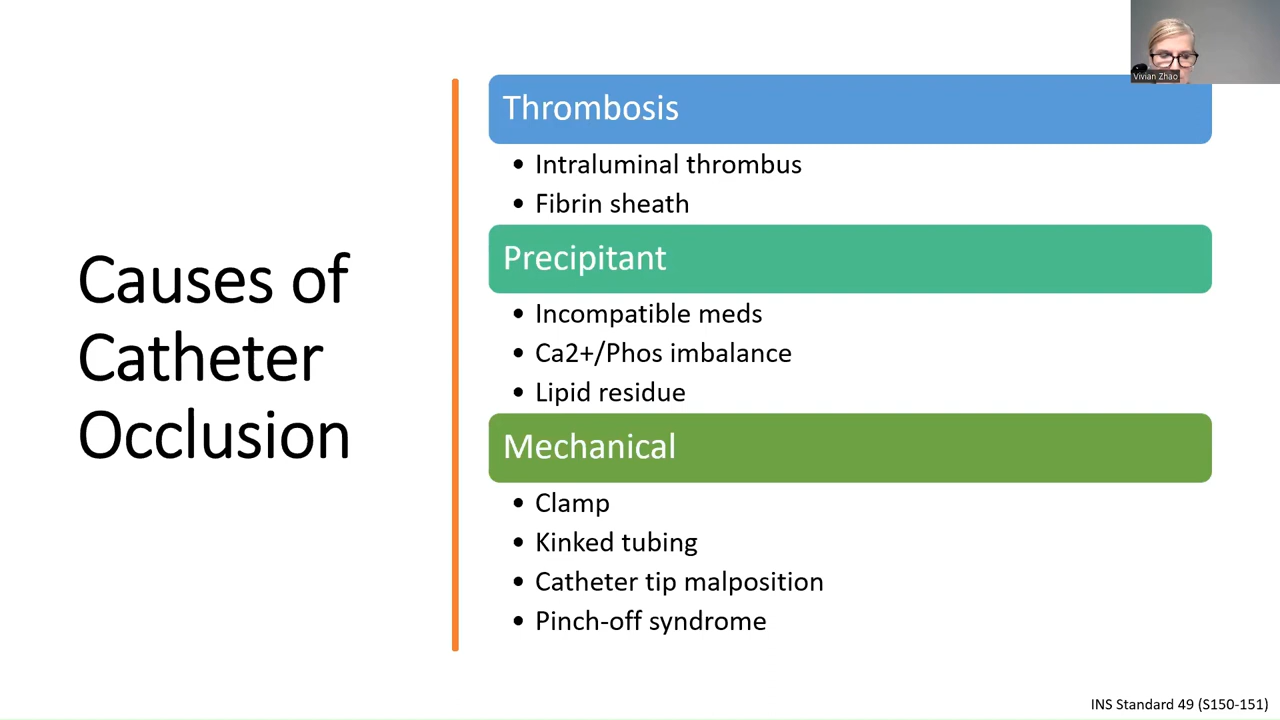 Vivian Zhao
Causes of
Catheter
Occlusion
Thrombosis
• Intraluminal thrombus
• Fibrin sheath
Precipitant
• Incompatible meds
• Ca2+/Phos imbalance
• Lipid residue
Mechanical
• Clamp
• Kinked tubing
• Catheter tip malposition
• Pinch-off syndrome
INS Standard 49 (S150-151)